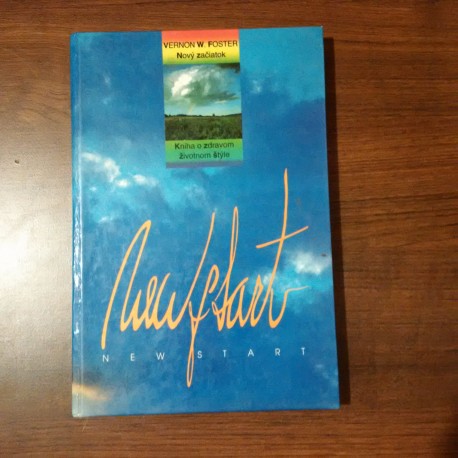 VERNON W. FOSTER
Nový začiatok
Kniha o zdravom
životnom štýle
Newstart
NEW START